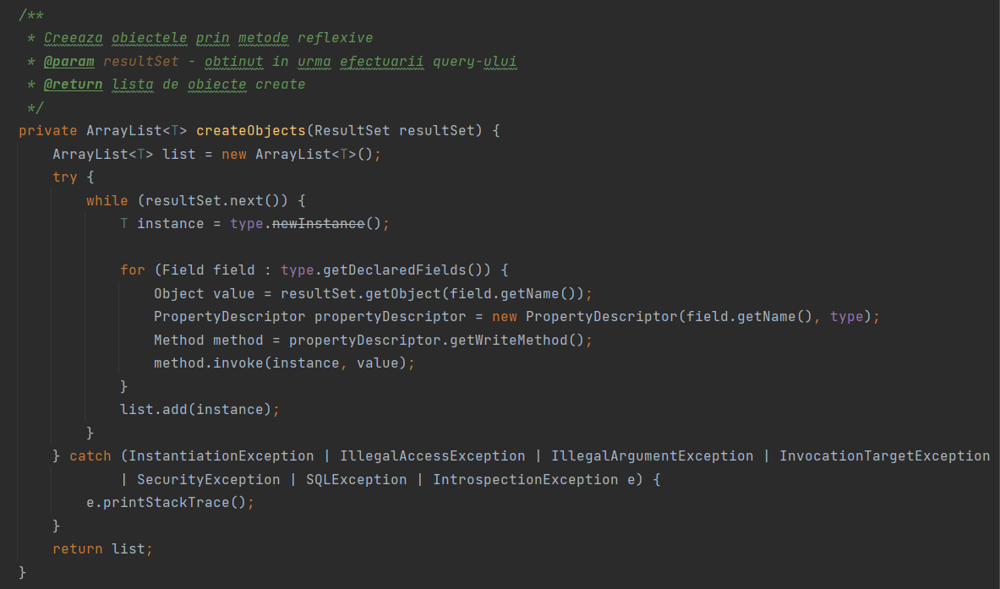 /**
 * Creeaza obiectele prin metode reflexive
 * @param resultSet - obtinut in urma efectuarii query-ului
 * @return lista de obiecte create
 */
private ArrayList<T> createObjects(ResultSet resultSet) {
    ArrayList<T> list = new ArrayList<T>();
    try {
        while (resultSet.next()) {
            T instance = type.newInstance();

            for (Field field : type.getDeclaredFields()) {
                Object value = resultSet.getObject(field.getName());
                PropertyDescriptor propertyDescriptor = new PropertyDescriptor(field.getName(), type);
                Method method = propertyDescriptor.getWriteMethod();
                method.invoke(instance, value);
            }
            list.add(instance);
        }
    } catch (InstantiationException | IllegalAccessException | IllegalArgumentException | InvocationTargetException
            | SecurityException | SQLException | IntrospectionException e) {
        e.printStackTrace();
    }
    return list;
}